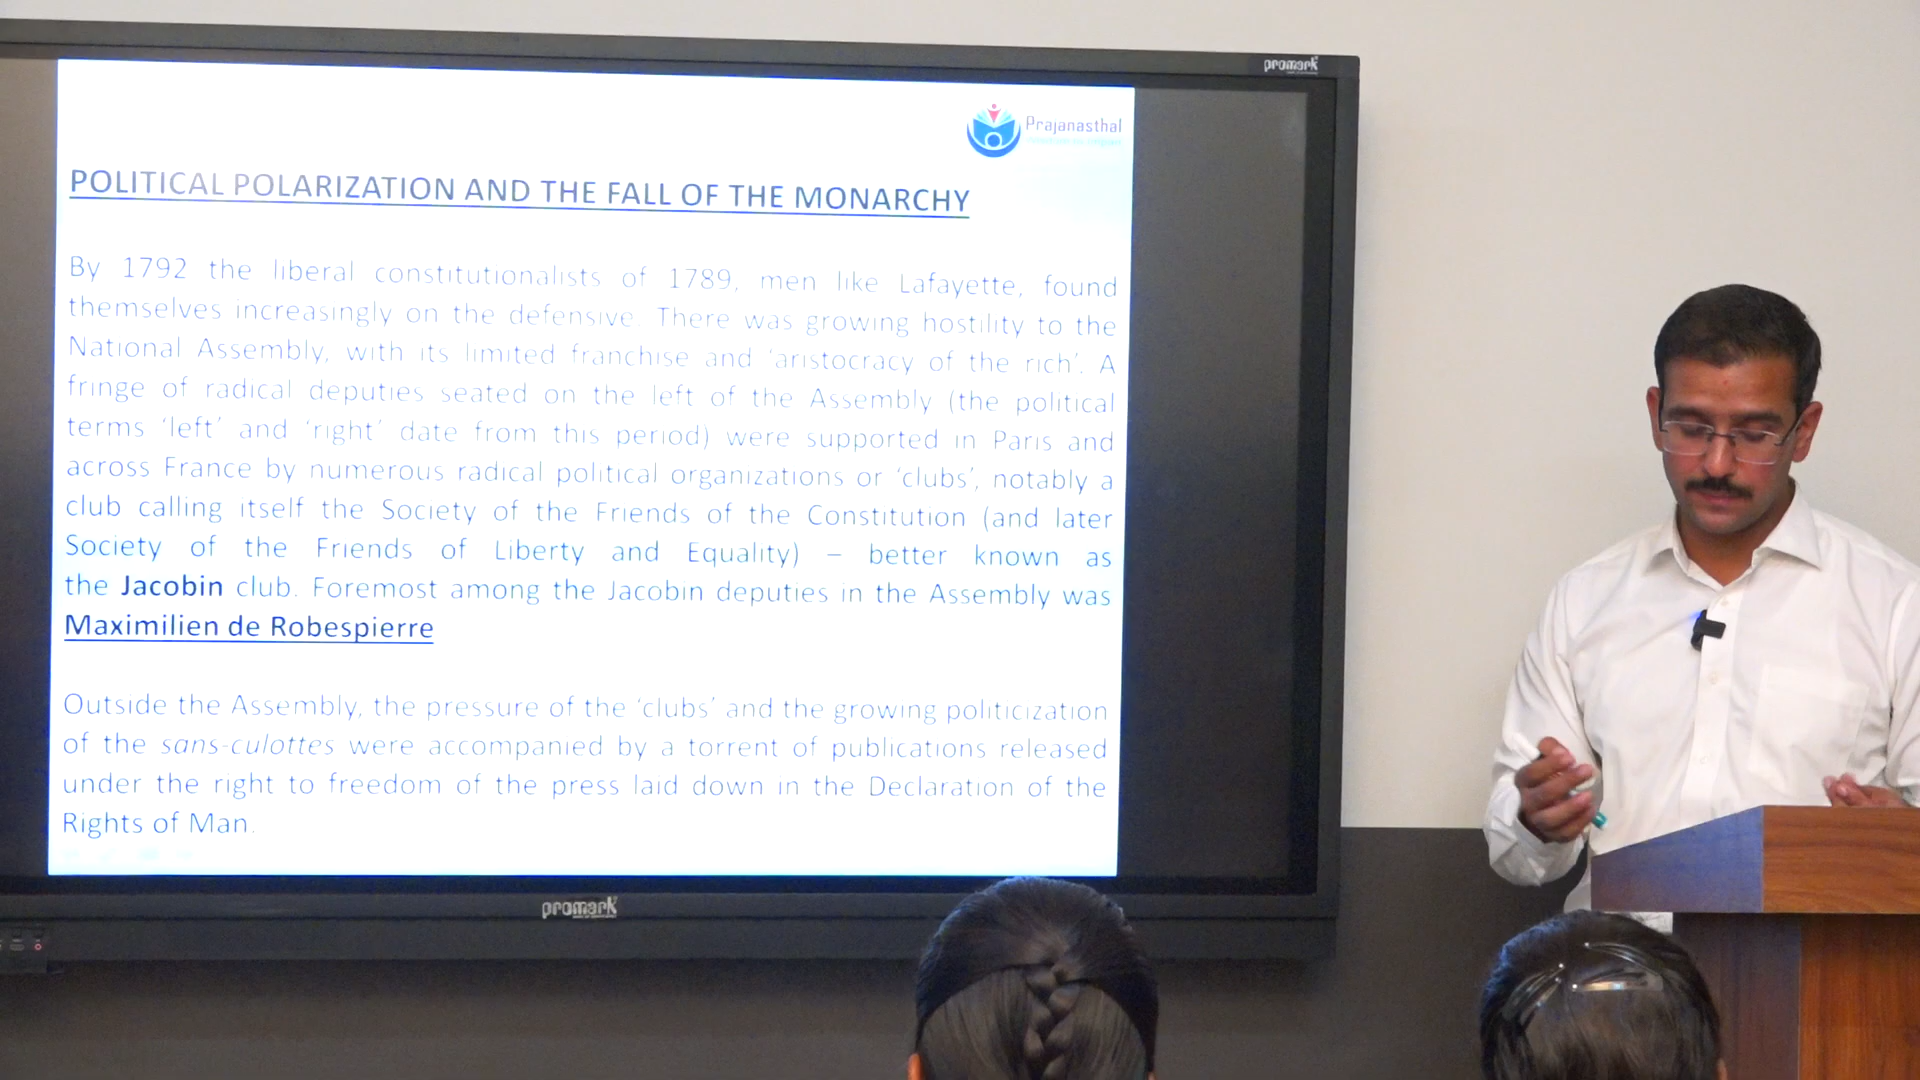 promark
Prajanasthal
POLITICAL POLARIZATION AND THE FALL OF THE MONARCHY
By 1792 the liberal constitutionalists of 1789, men like Lafayette, found
themselves increasingly on the defensive. There was growing hostility to the
National Assembly, with its limited franchise and ‘aristocracy of the rich’. A
fringe of radical deputies seated on the left of the Assembly (the political
terms ‘left’ and ‘right’ date from this period) were supported in Paris and
across France by numerous radical political organizations or ‘clubs’, notably a
club calling itself the Society of the Friends of the Constitution (and later
Society of the Friends of Liberty and Equality) – better known as
the Jacobin club. Foremost among the Jacobin deputies in the Assembly was
Maximilien de Robespierre
Outside the Assembly, the pressure of the ‘clubs’ and the growing politicization
of the sans-culottes were accompanied by a torrent of publications released
under the right to freedom of the press laid down in the Declaration of the
Rights of Man.
promark